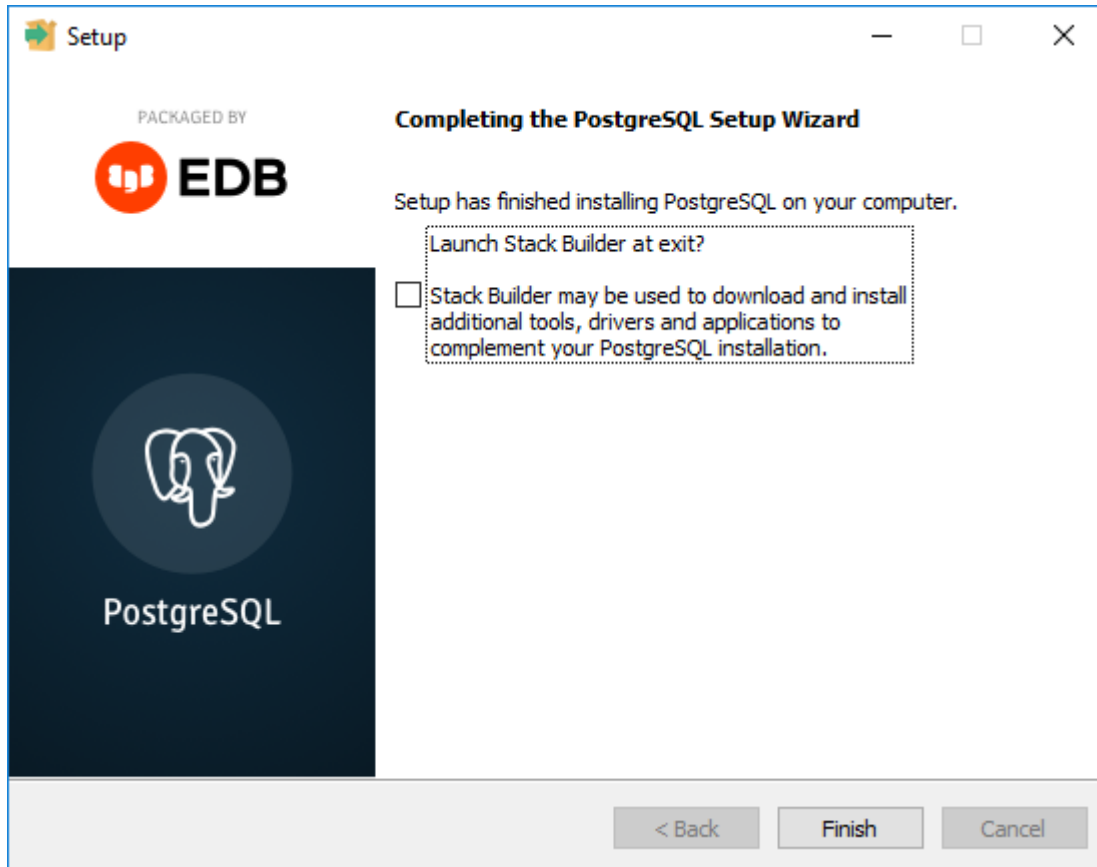 Setup
PACKAGED BY
EDB
Completing the PostgreSQL Setup Wizard
Setup has finished installing PostgreSQL on your computer.
Launch Stack Builder at exit?
Stack Builder may be used to download and install
additional tools, drivers and applications to
complement your PostgreSQL installation.
PostgreSQL
< Back
Finish
Cancel